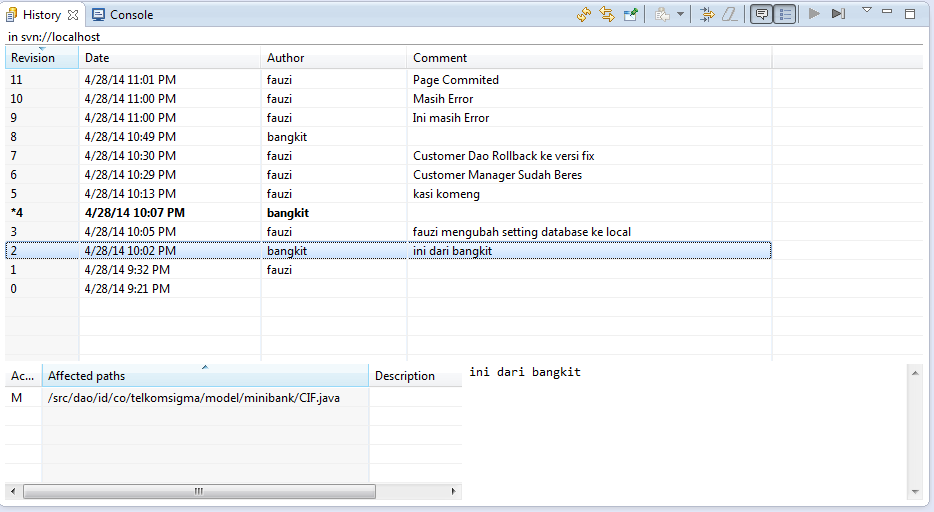 History Console
in svn://localhost
Revision Date Author Comment
11 4/28/14 11:01 PM fauzi Page Commited
10 4/28/14 11:00 PM fauzi Masih Error
9 4/28/14 11:00 PM fauzi Ini masih Error
8 4/28/14 10:49 PM bangkit
7 4/28/14 10:30 PM fauzi Customer Dao Rollback ke versi fix
6 4/28/14 10:29 PM fauzi Customer Manager Sudah Beres
5 4/28/14 10:13 PM fauzi kasi komeng
*4 4/28/14 10:07 PM bangkit
3 4/28/14 10:05 PM fauzi fauzi mengubah setting database ke local
2 4/28/14 10:02 PM bangkit ini dari bangkit
1 4/28/14 9:32 PM fauzi
0 4/28/14 9:21 PM
Ac... Affected paths Description
M /src/dao/id/co/telkomsigma/model/minibank/CIF.java
ini dari bangkit